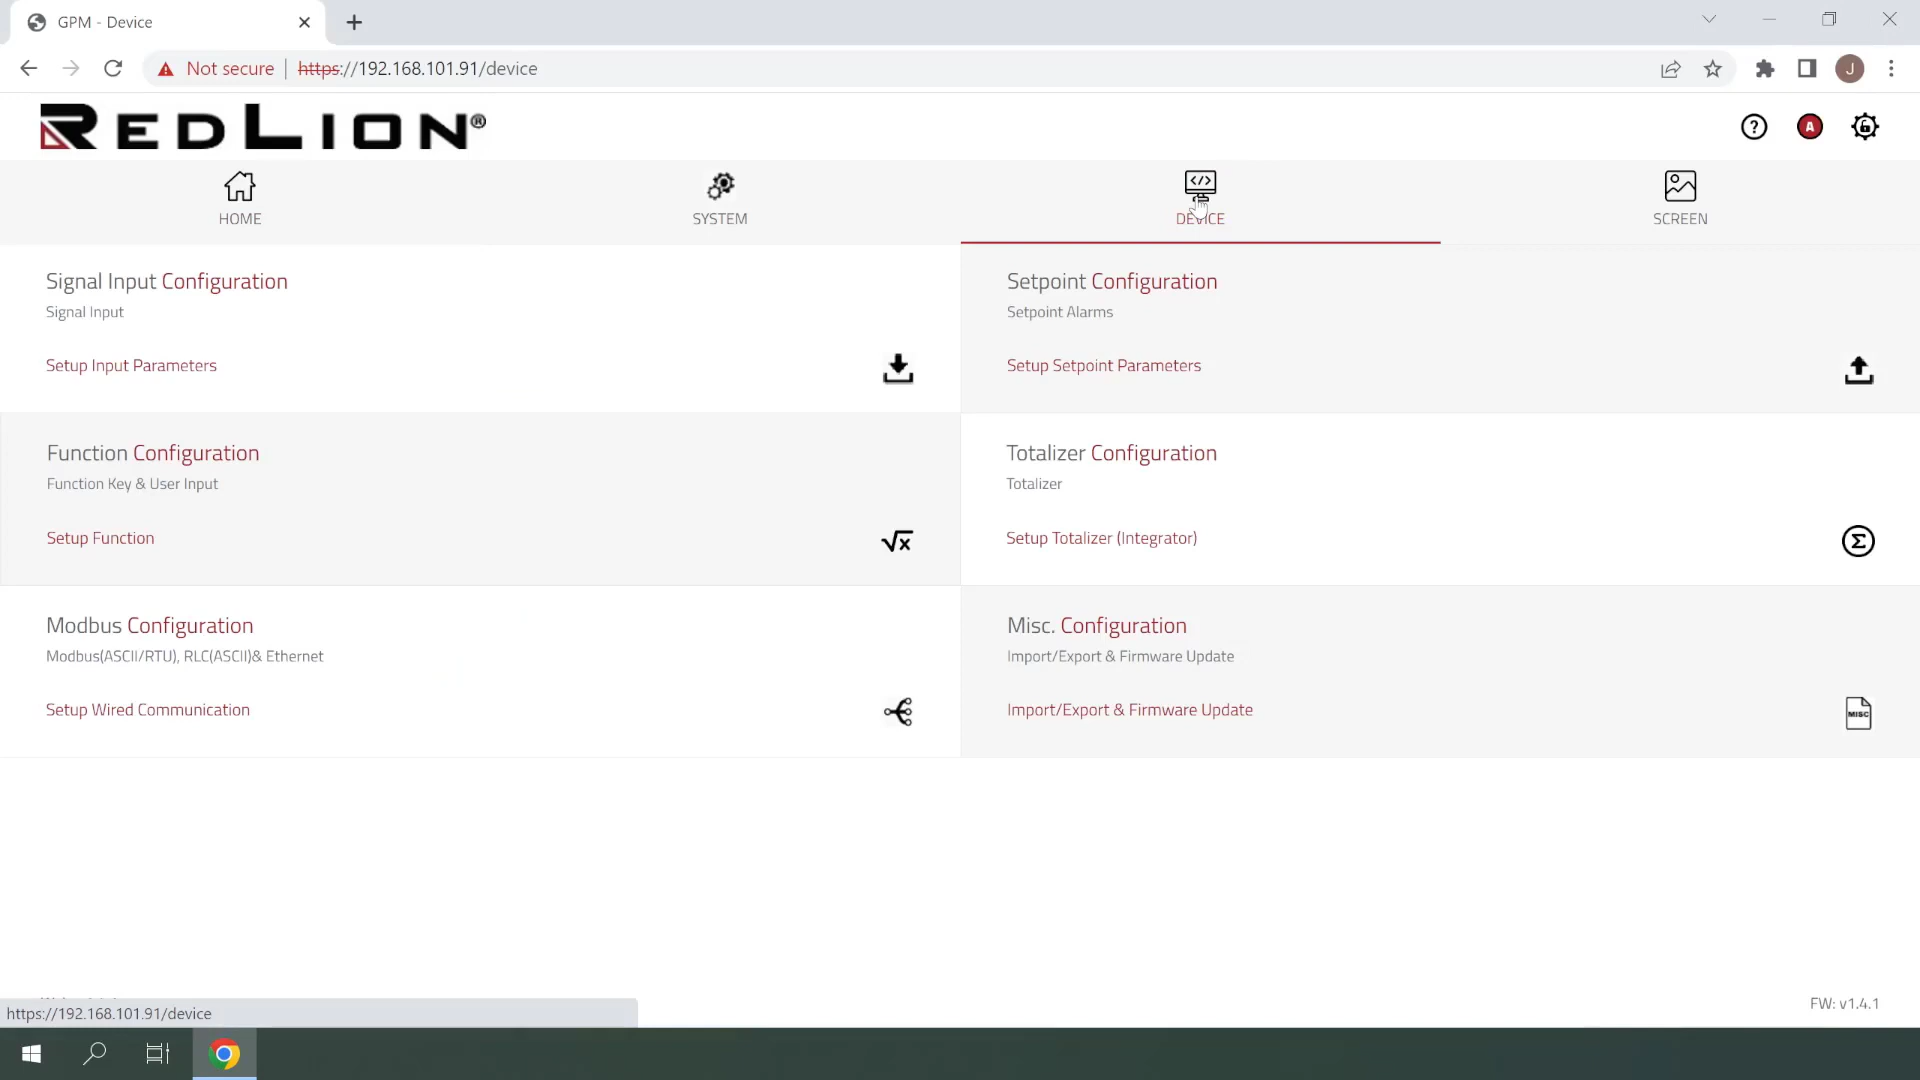 GPM - Device
Not secure | https://192.168.101.91/device
J
REDLION®
?
A
HOME
SYSTEM
DEVICE
SCREEN
Signal Input Configuration
Signal Input
Setup Input Parameters
Setpoint Configuration
Setpoint Alarms
Setup Setpoint Parameters
Function Configuration
Function Key & User Input
Setup Function
√x
Totalizer Configuration
Totalizer
Setup Totalizer (Integrator)
Σ
Modbus Configuration
Modbus(ASCII/RTU), RLC(ASCII)& Ethernet
Setup Wired Communication
Misc. Configuration
Import/Export & Firmware Update
Import/Export & Firmware Update
MISC
FW: v1.4.1
https://192.168.101.91/device